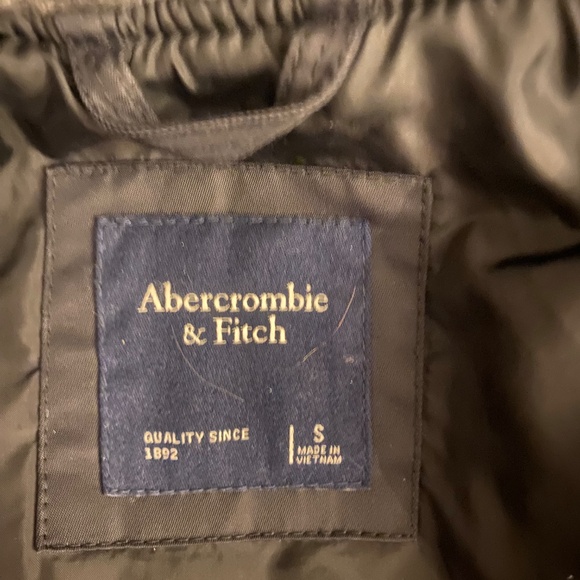 Abercrombie
& Fitch
QUALITY SINCE
1892
S
MADE IN
VIETNAM